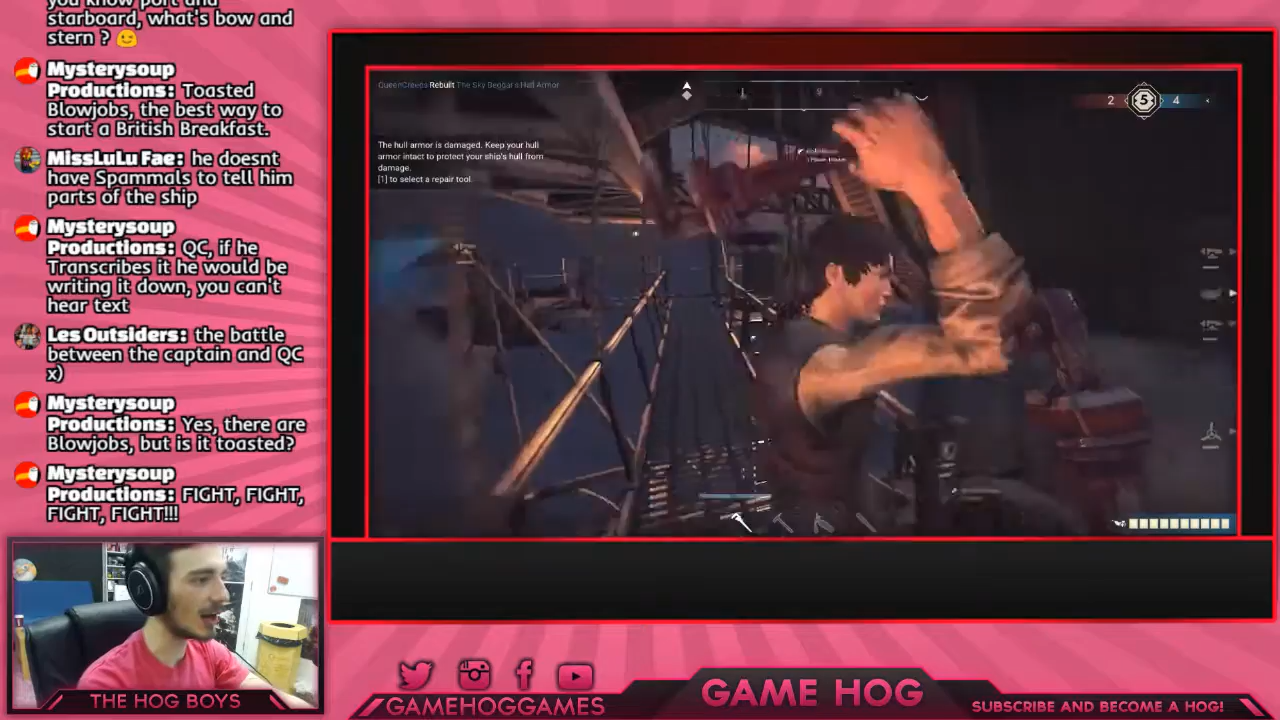 you know port and
starboard, what's bow and
stern ? 😉
Mysterysoup
Productions: Toasted
Blowjobs, the best way to
start a British Breakfast.
MissLuLu Fae: he doesnt
have Spammals to tell him
parts of the ship
Mysterysoup
Productions: QC, if he
Transcribes it he would be
writing it down, you can't
hear text
Les Outsiders: the battle
between the captain and QC
x)
Mysterysoup
Productions: Yes, there are
Blowjobs, but is it toasted?
Mysterysoup
Productions: FIGHT, FIGHT,
FIGHT, FIGHT!!!
QueenCreeps Rebuilt The Sky Beggar's Hull Armor
The hull armor is damaged. Keep your hull
armor intact to protect your ship's hull from
damage.
[1] to select a repair tool.
2 5 4
THE HOG BOYS
GAMEHOGGAMES
GAME HOG
SUBSCRIBE AND BECOME A HOG!